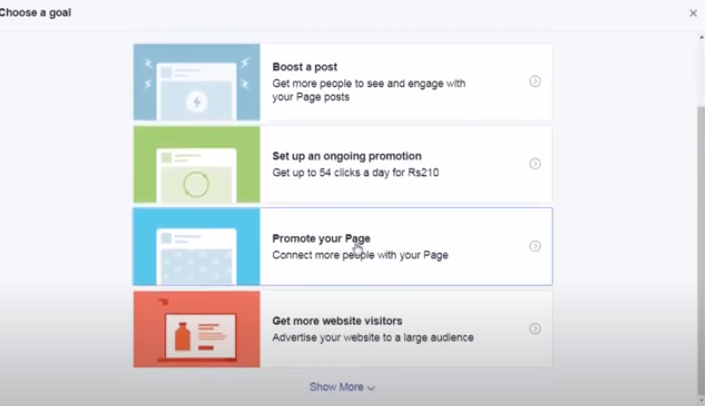 Choose a goal
Boost a post
Get more people to see and engage with
your Page posts
Set up an ongoing promotion
Get up to 54 clicks a day for Rs210
Promote your Page
Connect more people with your Page
Get more website visitors
Advertise your website to a large audience
Show More